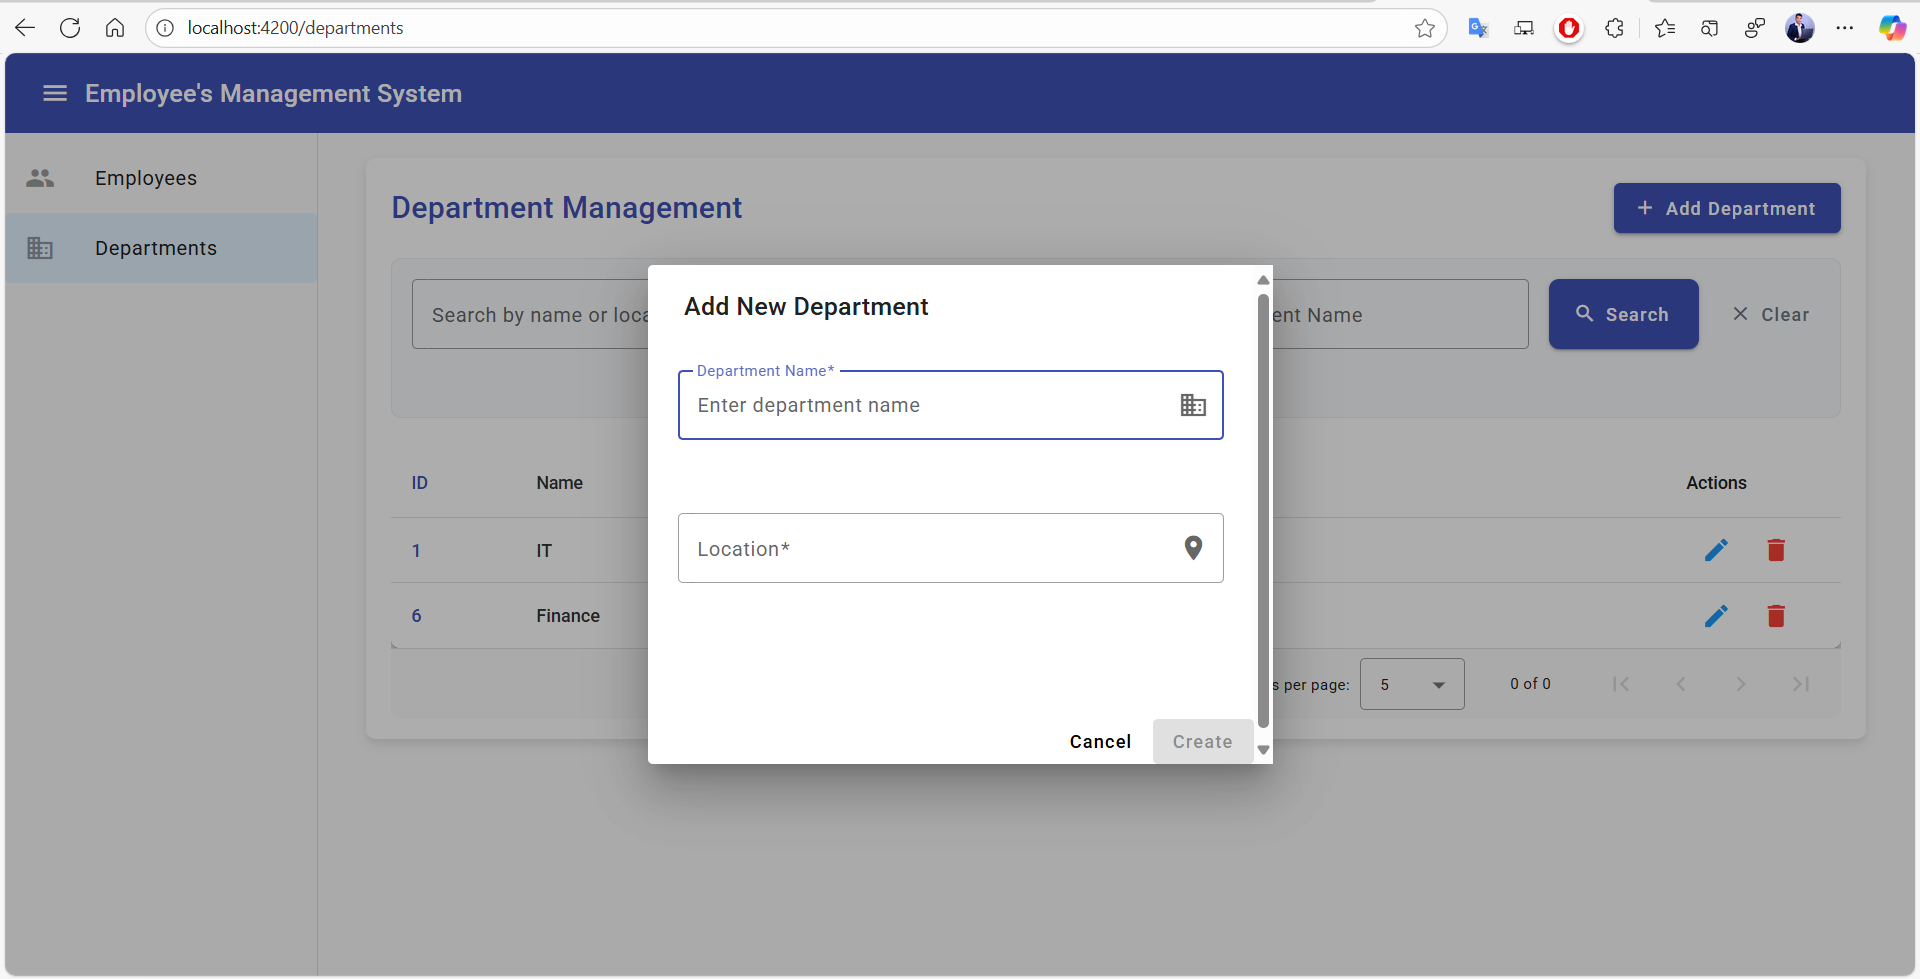 localhost:4200/departments
Employee's Management System
Employees
Departments
Department Management
+ Add Department
Search by name or loca
ent Name
Search
Clear
Add New Department
Department Name*
Enter department name
Location*
Cancel
Create
ID Name Actions
1 IT
6 Finance
s per page: 5 0 of 0